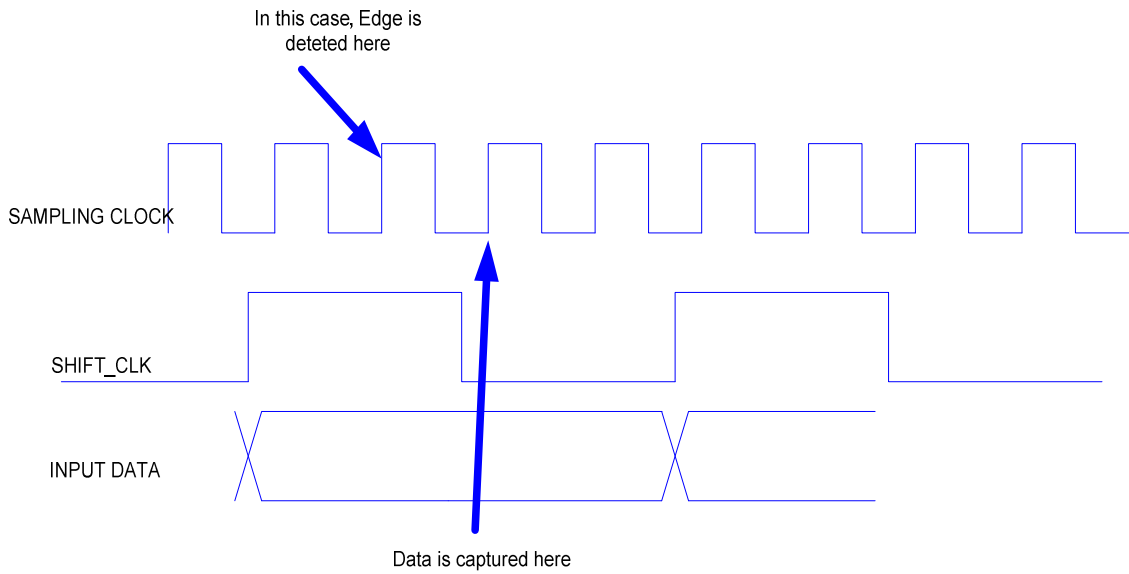 In this case, Edge is
deteted here
SAMPLING CLOCK
SHIFT_CLK
INPUT DATA
Data is captured here